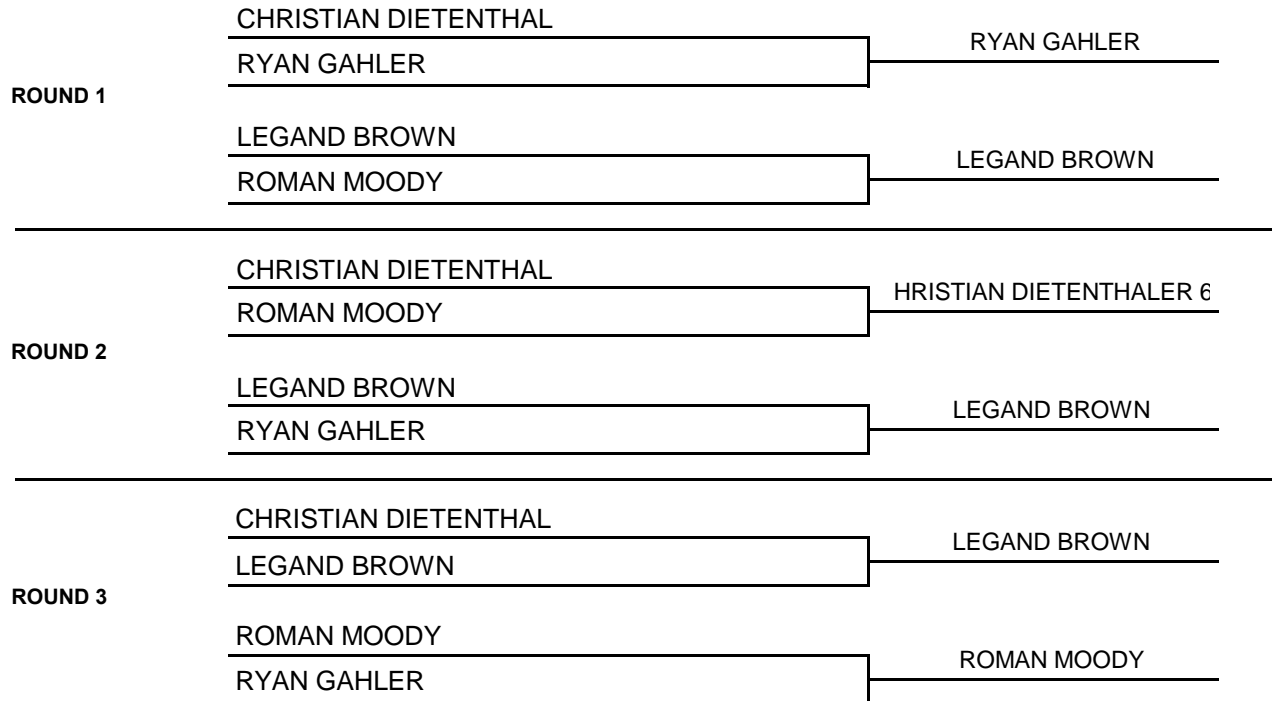 CHRISTIAN DIETENTHAL
RYAN GAHLER
RYAN GAHLER
ROUND 1
LEGAND BROWN
ROMAN MOODY
LEGAND BROWN
CHRISTIAN DIETENTHAL
ROMAN MOODY
HRISTIAN DIETENTHALER 6
ROUND 2
LEGAND BROWN
RYAN GAHLER
LEGAND BROWN
CHRISTIAN DIETENTHAL
LEGAND BROWN
LEGAND BROWN
ROUND 3
ROMAN MOODY
RYAN GAHLER
ROMAN MOODY